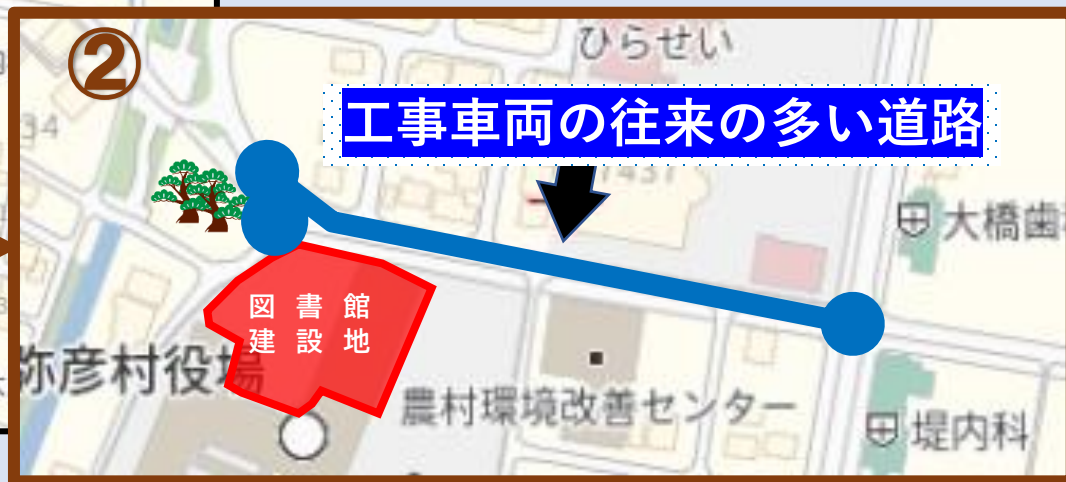 ②
ひらせい
工事車両の往来の多い道路
34
7437
大橋歯
図書館
建設地
弥彦村役場
農村環境改善センター
堤内科